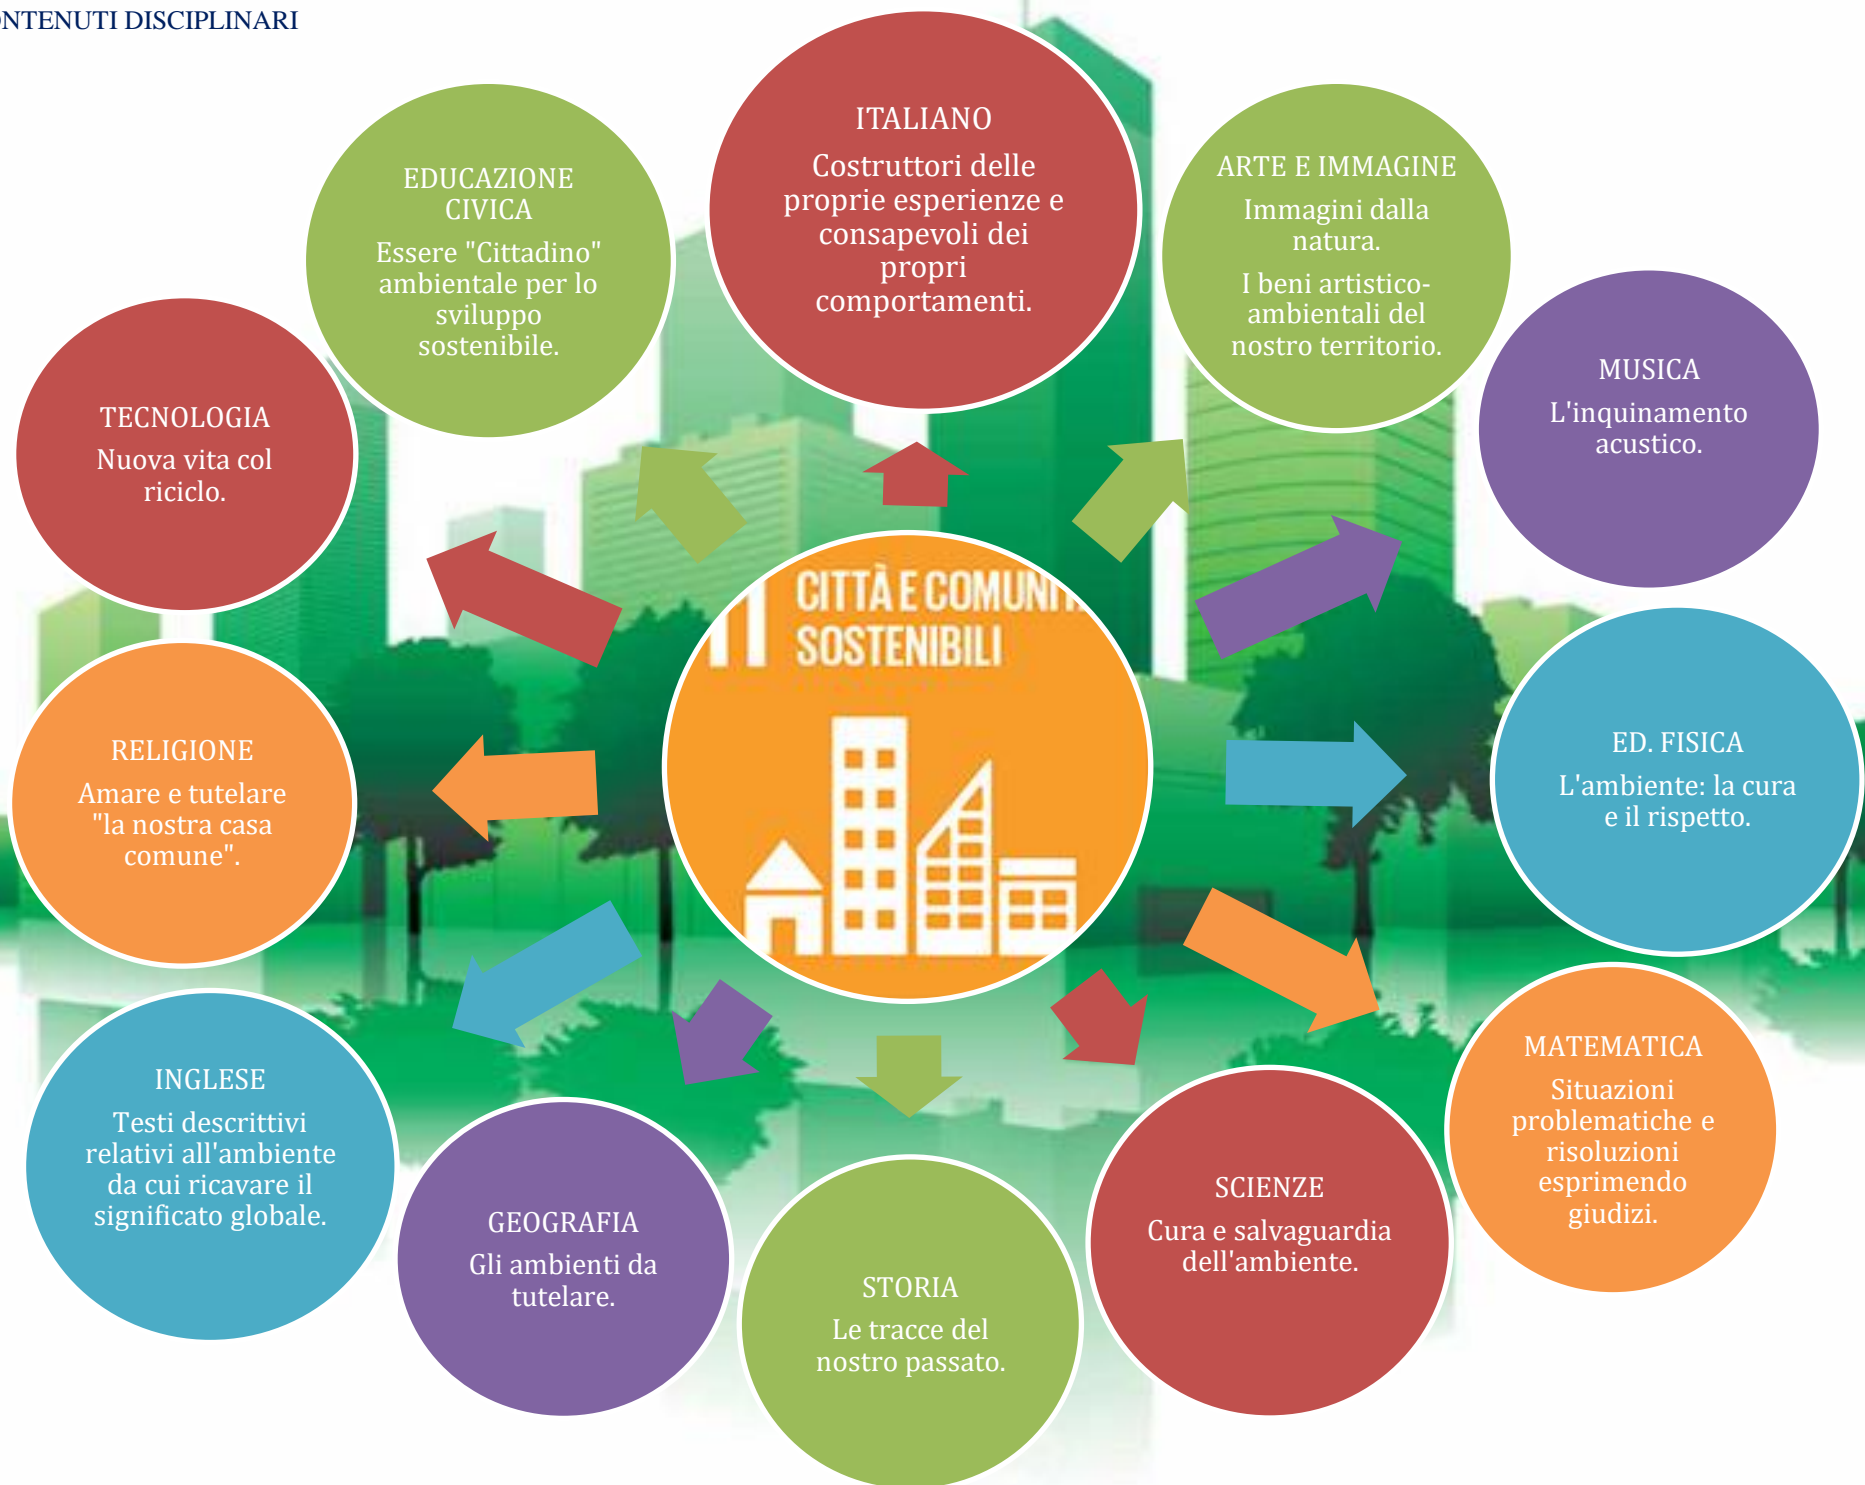 NTENUTI DISCIPLINARI
ITALIANO
Costruttori delle
proprie esperienze e
consapevoli dei
propri
comportamenti.
ARTE E IMMAGINE
Immagini dalla
natura.
I beni artistico-
ambientali del
nostro territorio.
MUSICA
L'inquinamento
acustico.
ED. FISICA
L'ambiente: la cura
e il rispetto.
MATEMATICA
Situazioni
problematiche e
risoluzioni
esprimendo
giudizi.
SCIENZE
Cura e salvaguardia
dell'ambiente.
STORIA
Le tracce del
nostro passato.
GEOGRAFIA
Gli ambienti da
tutelare.
INGLESE
Testi descrittivi
relativi all'ambiente
da cui ricavare il
significato globale.
RELIGIONE
Amare e tutelare
"la nostra casa
comune".
TECNOLOGIA
Nuova vita col
riciclo.
EDUCAZIONE
CIVICA
Essere "Cittadino"
ambientale per lo
sviluppo
sostenibile.
11 CITTÀ E COMUNIT
SOSTENIBILI